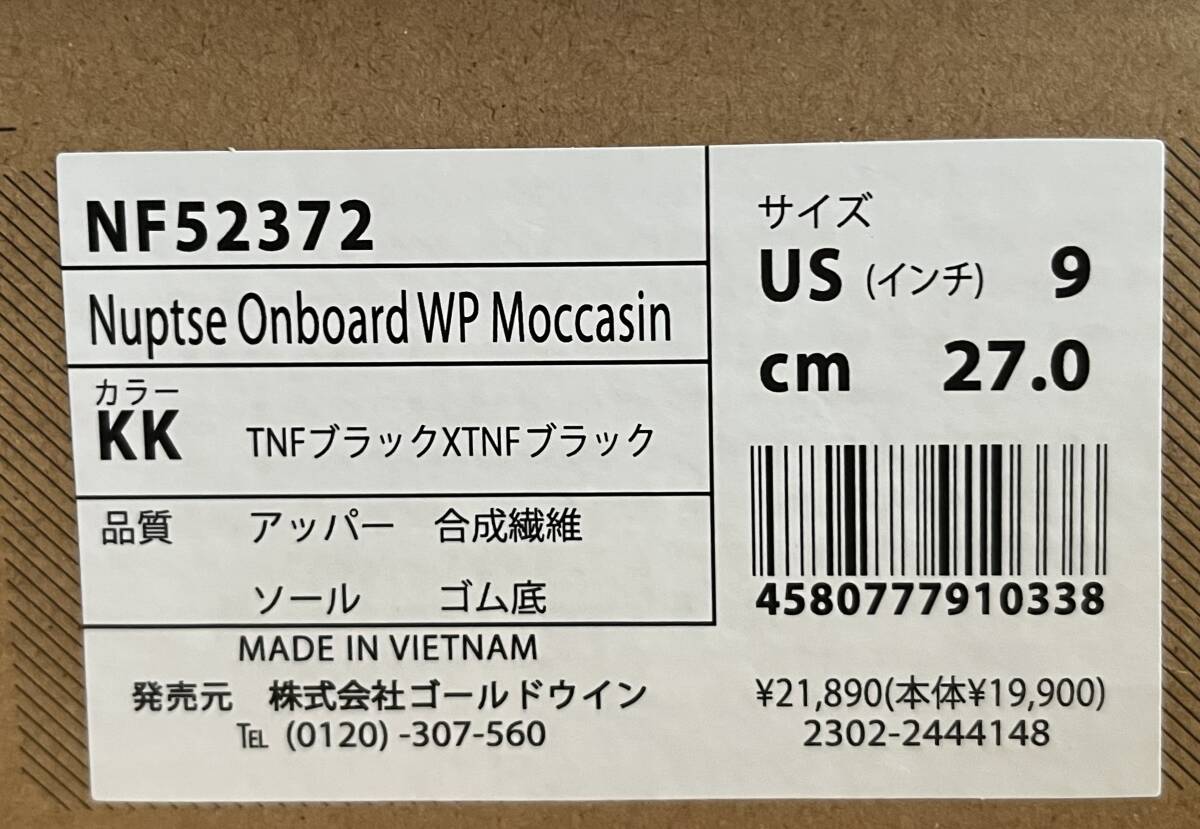 NF52372
Nuptse Onboard WP Moccasin
カラー
KK TNFブラックXTNFブラック
品質 アッパー 合成繊維
ソール ゴム底
MADE IN VIETNAM
発売元 株式会社ゴールドウイン
TEL (0120) -307-560
サイズ
US (インチ) 9
cm 27.0
4580777910338
¥21,890(本体¥19,900)
2302-2444148